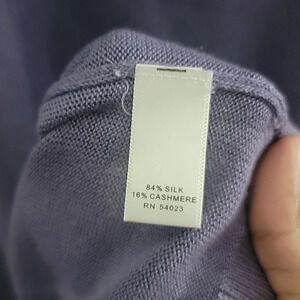 84% SILK
16% CASHMERE
RN 54023